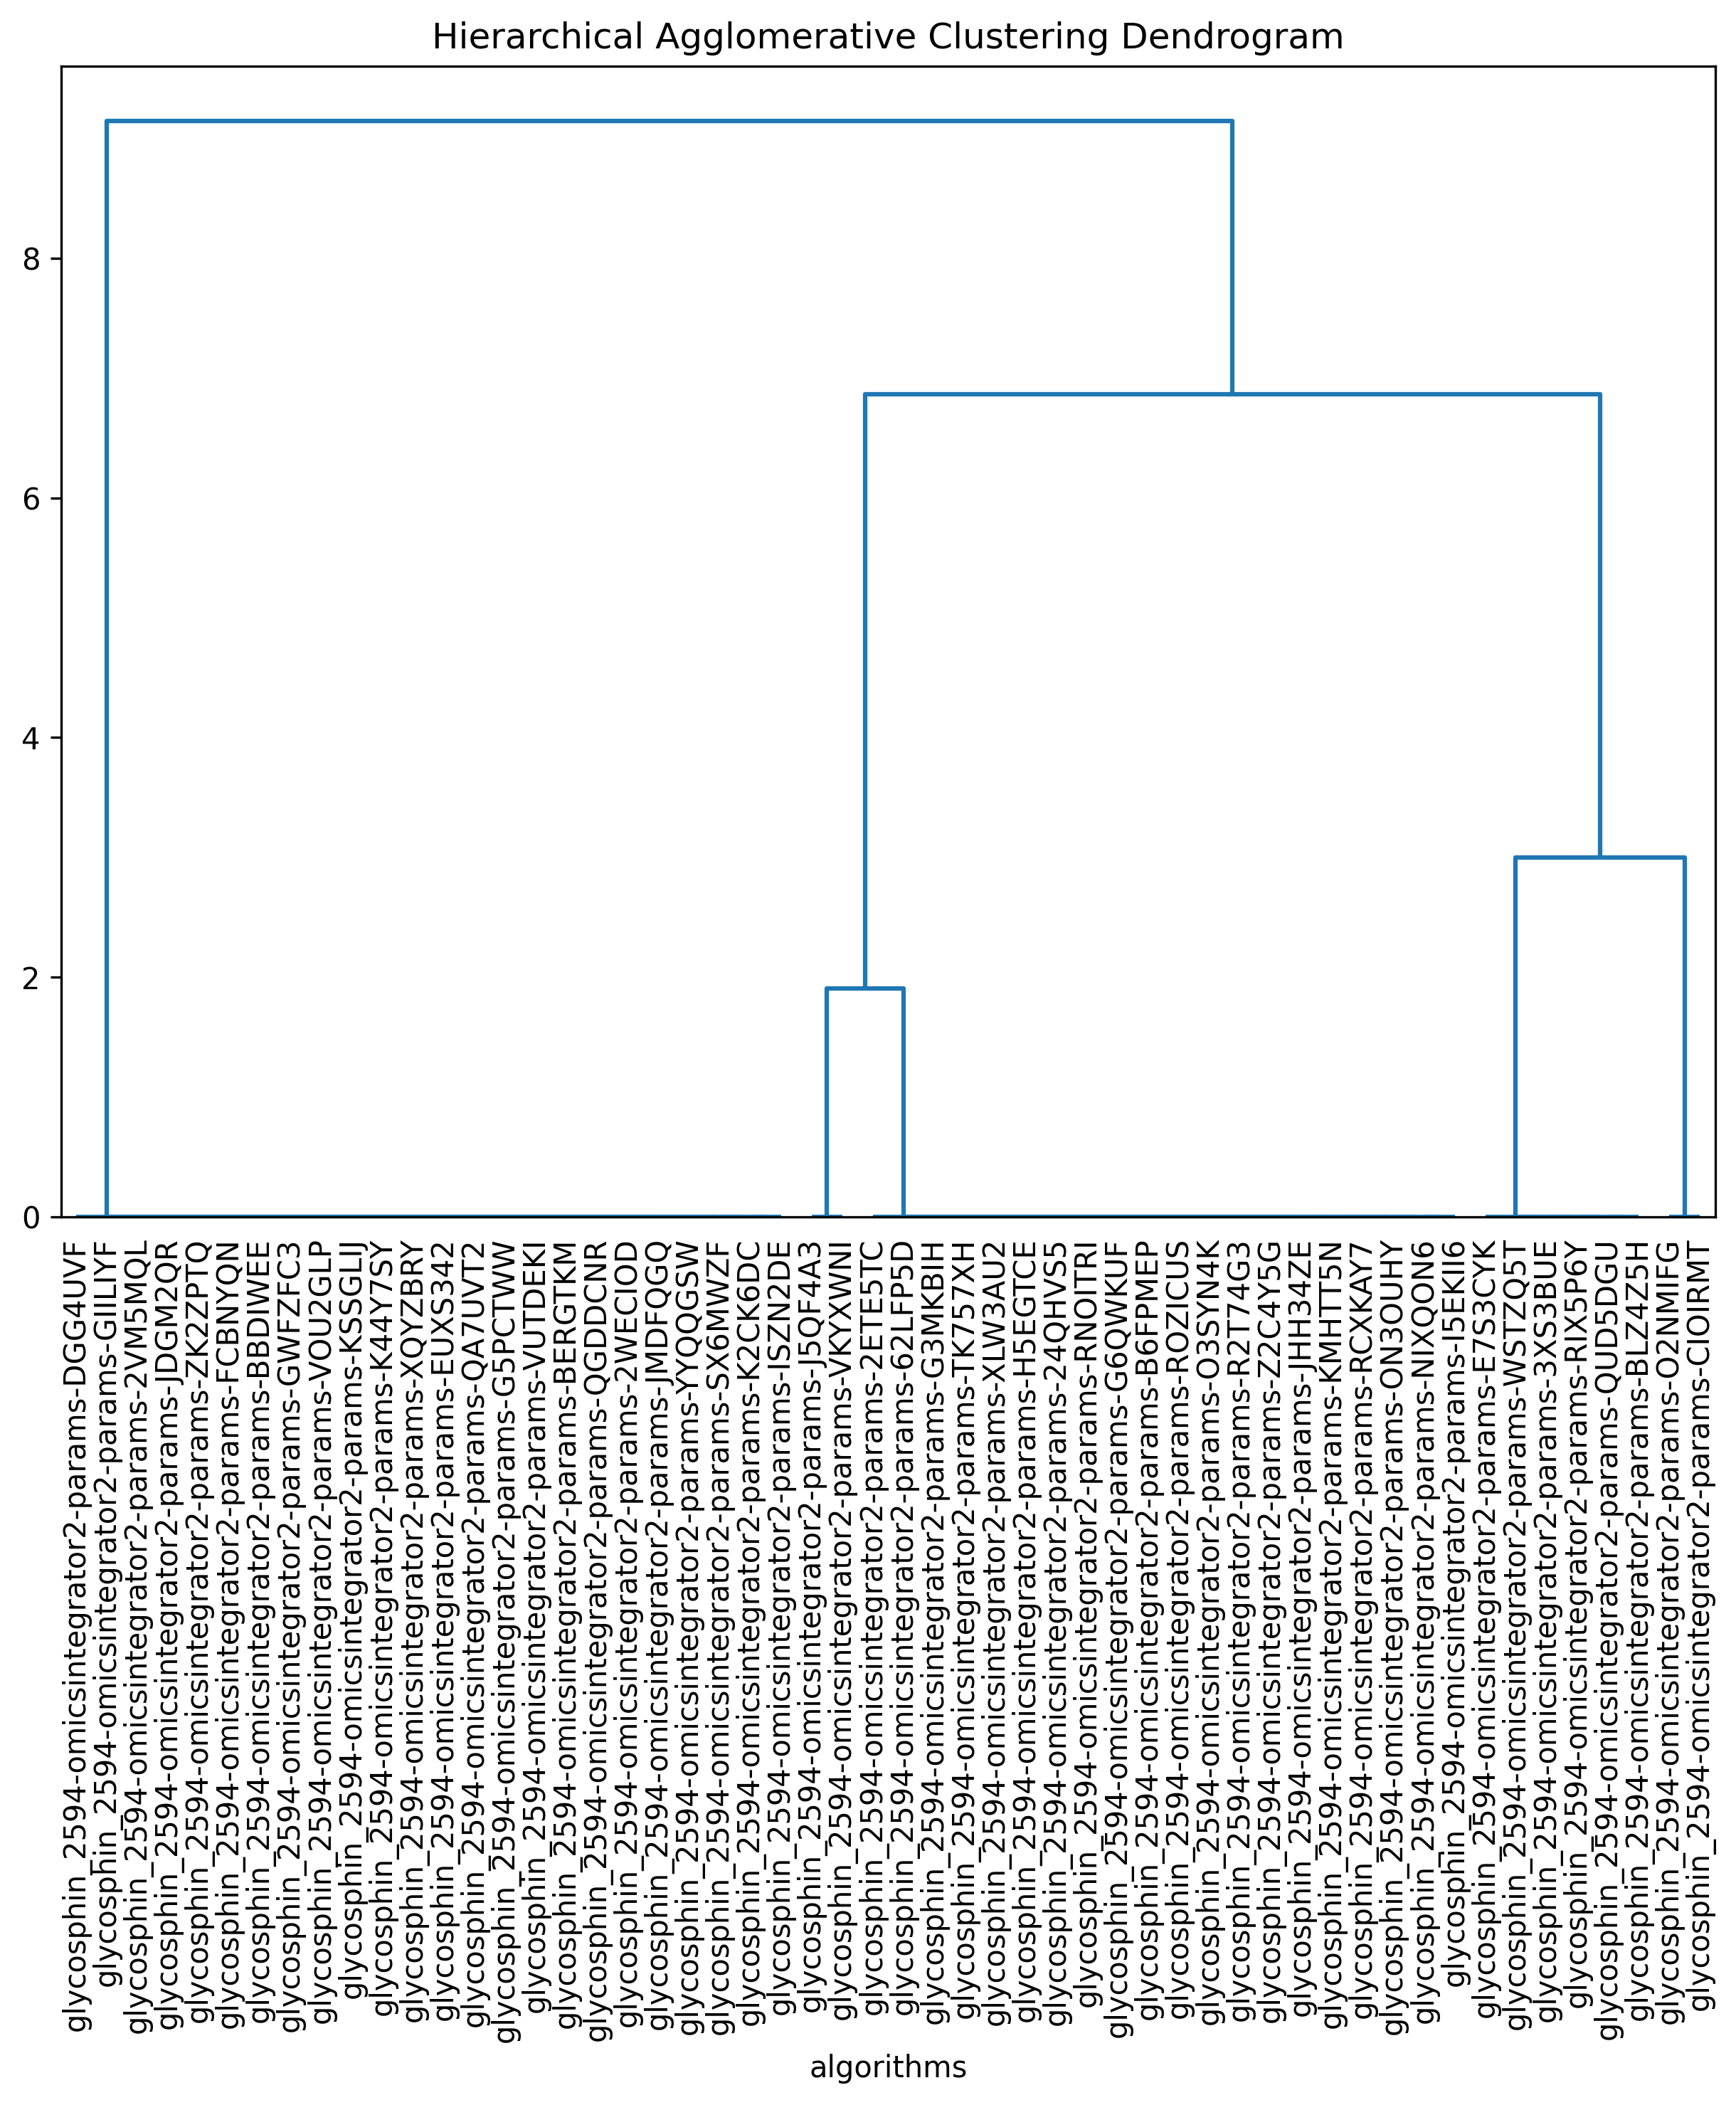 Hierarchical Agglomerative Clustering Dendrogram
8
6
4
2
0
glycosphin_2594-omicsintegrator2-params-DGG4UVF
glycosphin_2594-omicsintegrator2-params-GIILIYF
glycosphin_2594-omicsintegrator2-params-2VM5MQL
glycosphin_2594-omicsintegrator2-params-JDGM2QR
glycosphin_2594-omicsintegrator2-params-ZK2ZPTQ
glycosphin_2594-omicsintegrator2-params-FCBNYQN
glycosphin_2594-omicsintegrator2-params-BBDIWEE
glycosphin_2594-omicsintegrator2-params-GWFZFC3
glycosphin_2594-omicsintegrator2-params-VOU2GLP
glycosphin_2594-omicsintegrator2-params-KSSGLIJ
glycosphin_2594-omicsintegrator2-params-K44Y7SY
glycosphin_2594-omicsintegrator2-params-XQYZBRY
glycosphin_2594-omicsintegrator2-params-EUXS342
glycosphin_2594-omicsintegrator2-params-QA7UVT2
glycosphin_2594-omicsintegrator2-params-G5PCTWW
glycosphin_2594-omicsintegrator2-params-VUTDEKI
glycosphin_2594-omicsintegrator2-params-BERGTKM
glycosphin_2594-omicsintegrator2-params-QGDDCNR
glycosphin_2594-omicsintegrator2-params-2WECIOD
glycosphin_2594-omicsintegrator2-params-JMDFQGQ
glycosphin_2594-omicsintegrator2-params-YYQQGSW
glycosphin_2594-omicsintegrator2-params-SX6MWZF
glycosphin_2594-omicsintegrator2-params-K2CK6DC
glycosphin_2594-omicsintegrator2-params-ISZN2DE
glycosphin_2594-omicsintegrator2-params-J5QF4A3
glycosphin_2594-omicsintegrator2-params-VKYXWNI
glycosphin_2594-omicsintegrator2-params-2ETE5TC
glycosphin_2594-omicsintegrator2-params-62LFP5D
glycosphin_2594-omicsintegrator2-params-G3MKBIH
glycosphin_2594-omicsintegrator2-params-TK757XH
glycosphin_2594-omicsintegrator2-params-XLW3AU2
glycosphin_2594-omicsintegrator2-params-H5EGTCE
glycosphin_2594-omicsintegrator2-params-24QHVS5
glycosphin_2594-omicsintegrator2-params-RNOITRI
glycosphin_2594-omicsintegrator2-params-G6QWKUF
glycosphin_2594-omicsintegrator2-params-B6FPMEP
glycosphin_2594-omicsintegrator2-params-ROZICUS
glycosphin_2594-omicsintegrator2-params-O3SYN4K
glycosphin_2594-omicsintegrator2-params-R2T74G3
glycosphin_2594-omicsintegrator2-params-Z2C4Y5G
glycosphin_2594-omicsintegrator2-params-JHH34ZE
glycosphin_2594-omicsintegrator2-params-KMHTT5N
glycosphin_2594-omicsintegrator2-params-RCXKAY7
glycosphin_2594-omicsintegrator2-params-ON3OUHY
glycosphin_2594-omicsintegrator2-params-NIXQON6
glycosphin_2594-omicsintegrator2-params-I5EKII6
glycosphin_2594-omicsintegrator2-params-E7S3CYK
glycosphin_2594-omicsintegrator2-params-WSTZQ5T
glycosphin_2594-omicsintegrator2-params-3XS3BUE
glycosphin_2594-omicsintegrator2-params-RIX5P6Y
glycosphin_2594-omicsintegrator2-params-QUD5DGU
glycosphin_2594-omicsintegrator2-params-BLZ4Z5H
glycosphin_2594-omicsintegrator2-params-O2NMIFG
glycosphin_2594-omicsintegrator2-params-CIOIRMT
algorithms